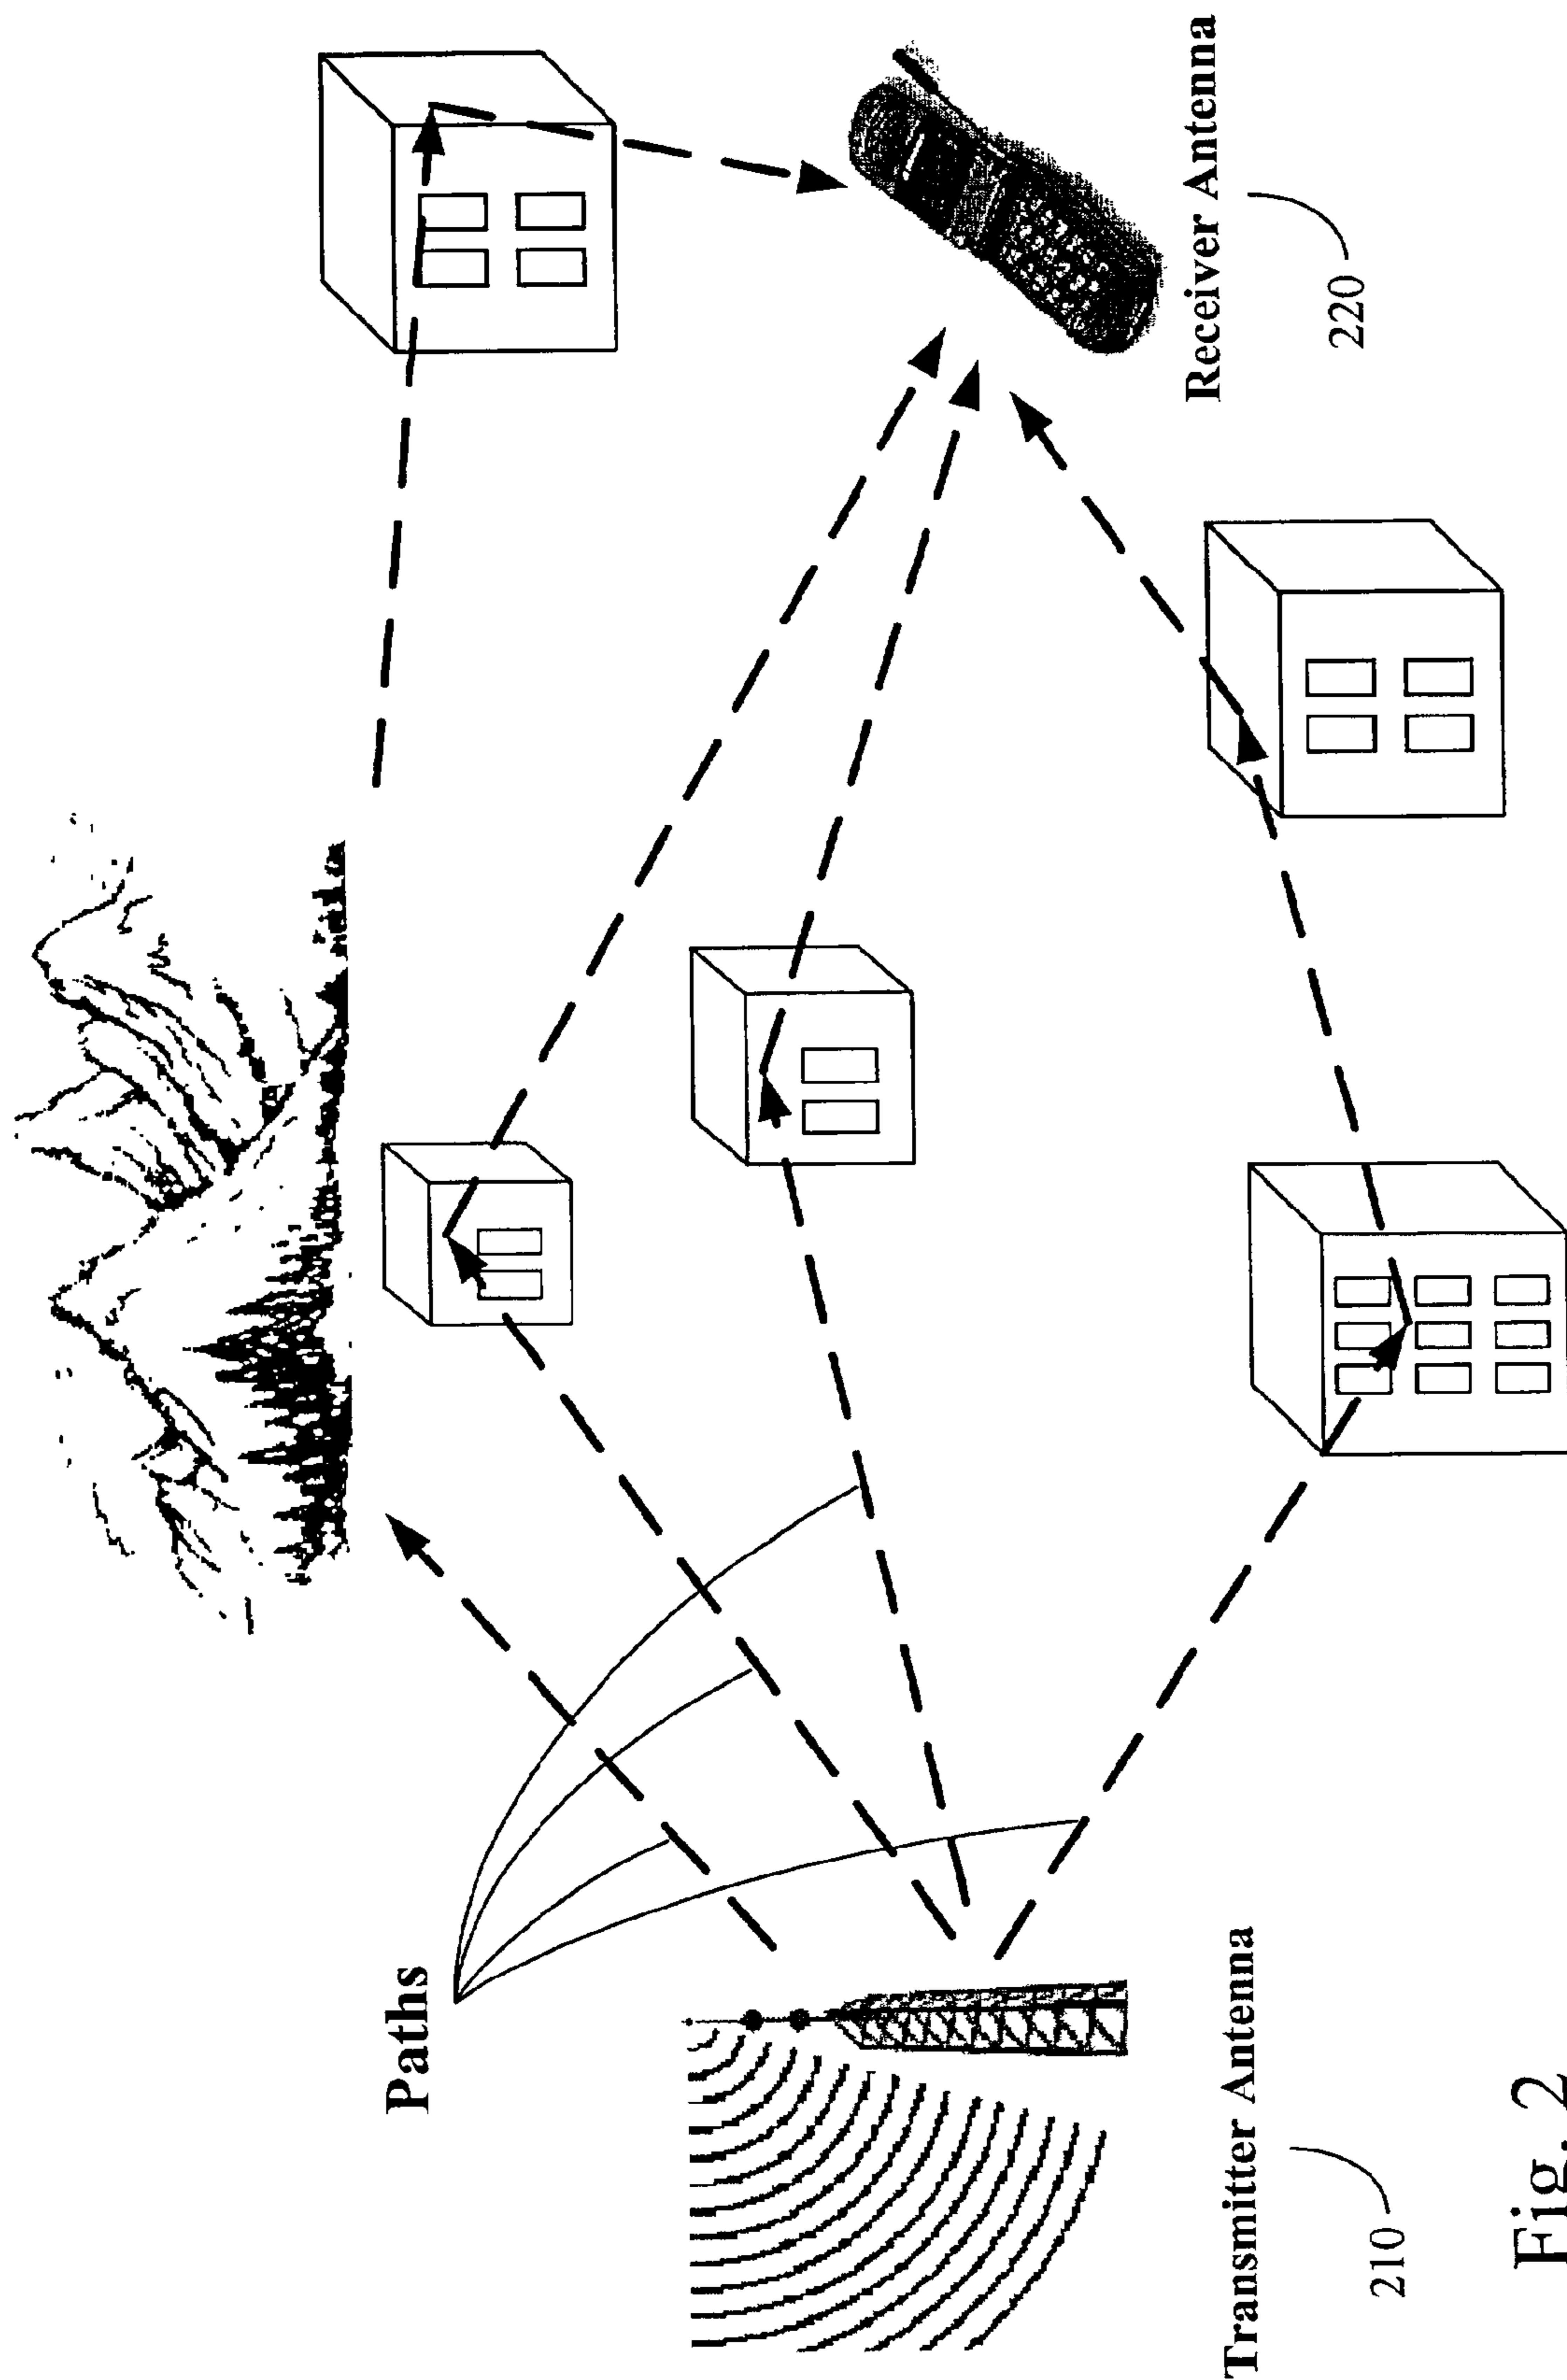 Paths
Transmitter Antenna
210
Receiver Antenna
220
Fig. 2